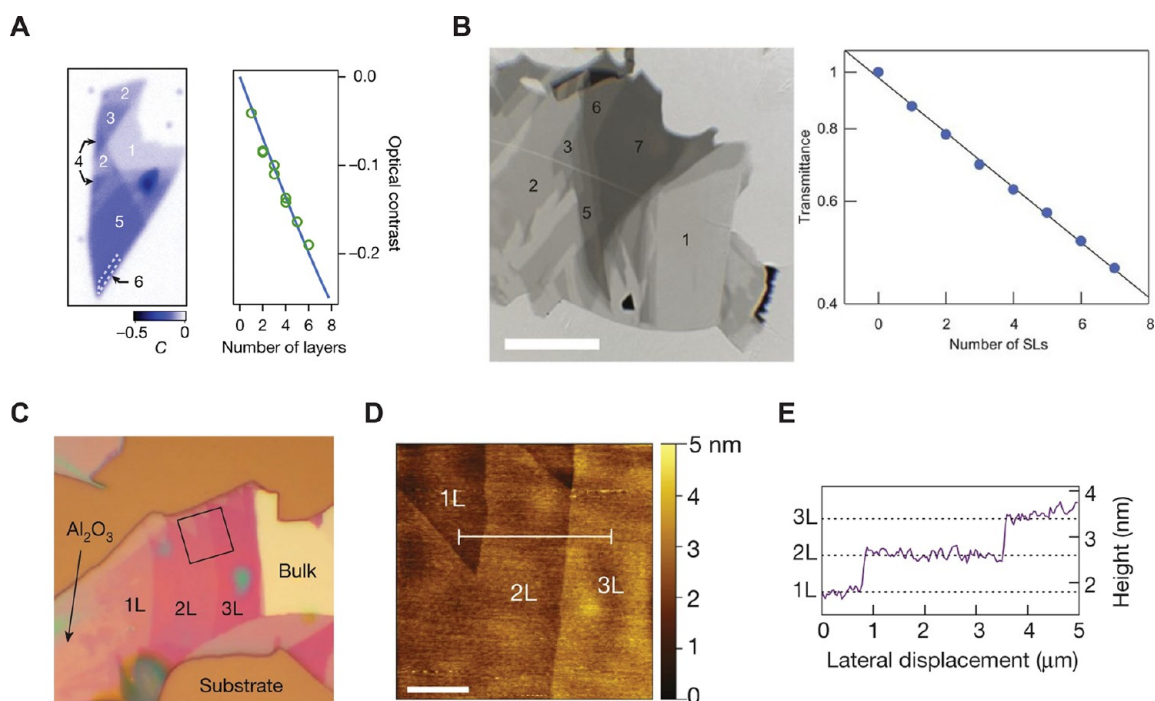 A
2
3
4
2
1
5
6
−0.5
0
C
0.0
−0.1
−0.2
Optical contrast
0 2 4 6 8
Number of layers
B
6
3
7
2
5
1
1
0.8
0.6
0.4
Transmittance
0 2 4 6 8
Number of SLs
C
Al₂O₃
1L 2L 3L
Bulk
Substrate
D
1L
2L
3L
5 nm
4
3
2
1
0
E
3L
2L
1L
4
3
2
Height (nm)
0 1 2 3 4 5
Lateral displacement (μm)